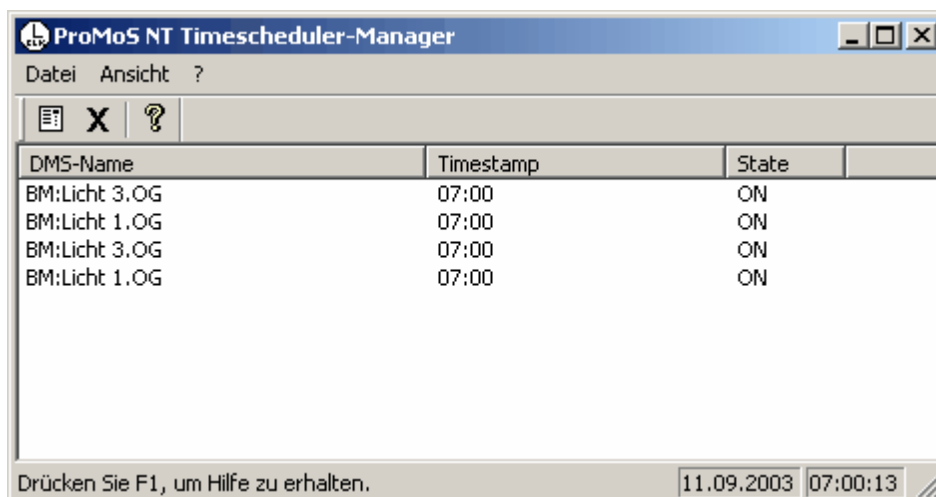 ProMoS NT Timescheduler-Manager
Datei Ansicht ?
DMS-Name Timestamp State
BM:Licht 3.OG 07:00 ON
BM:Licht 1.OG 07:00 ON
BM:Licht 3.OG 07:00 ON
BM:Licht 1.OG 07:00 ON
Drücken Sie F1, um Hilfe zu erhalten. 11.09.2003 07:00:13